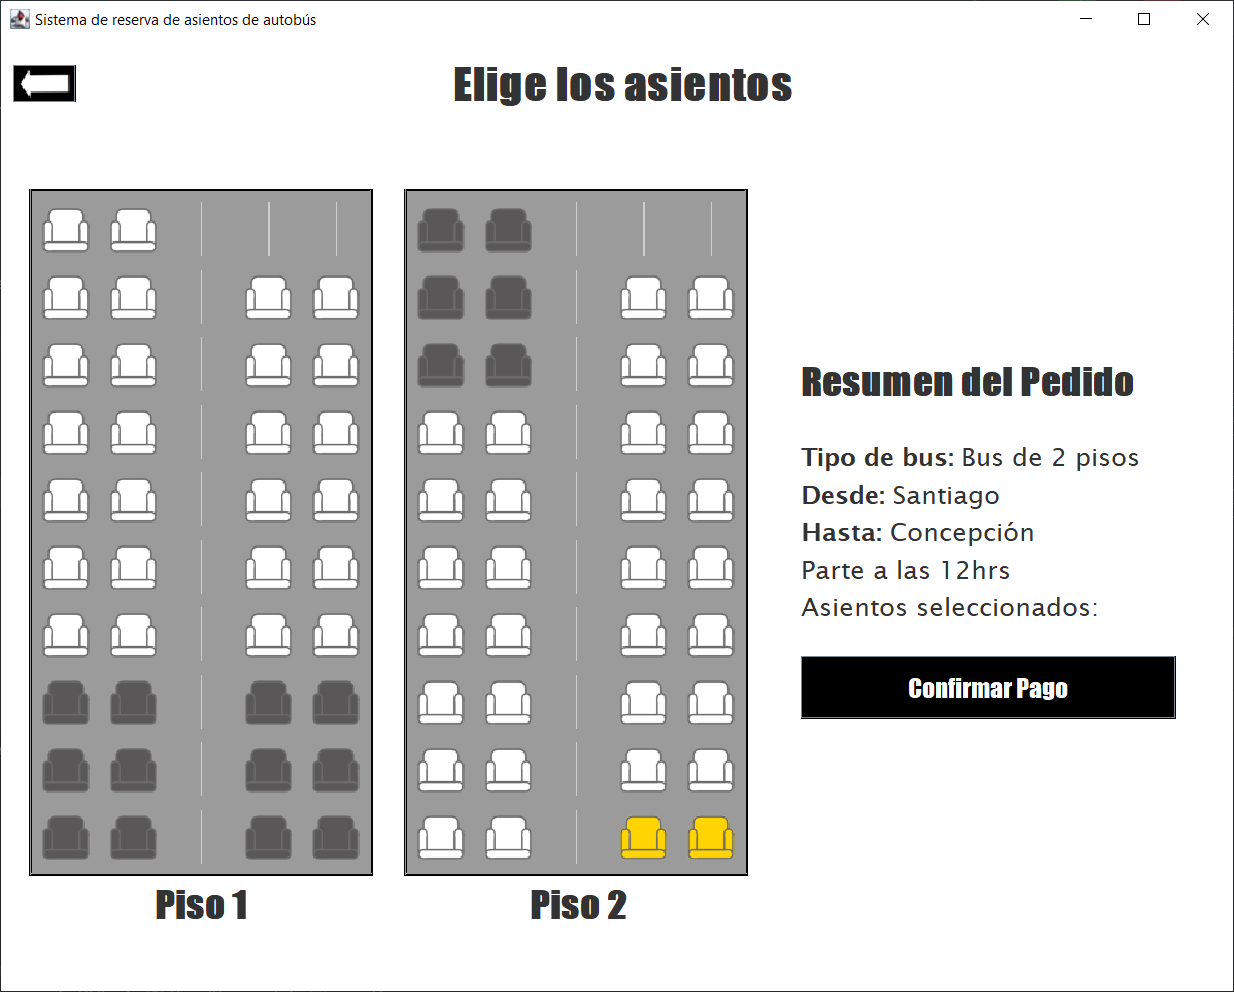 Sistema de reserva de asientos de autobús
Elige los asientos
Resumen del Pedido
Tipo de bus: Bus de 2 pisos
Desde: Santiago
Hasta: Concepción
Parte a las 12hrs
Asientos seleccionados:
Confirmar Pago
Piso 1
Piso 2